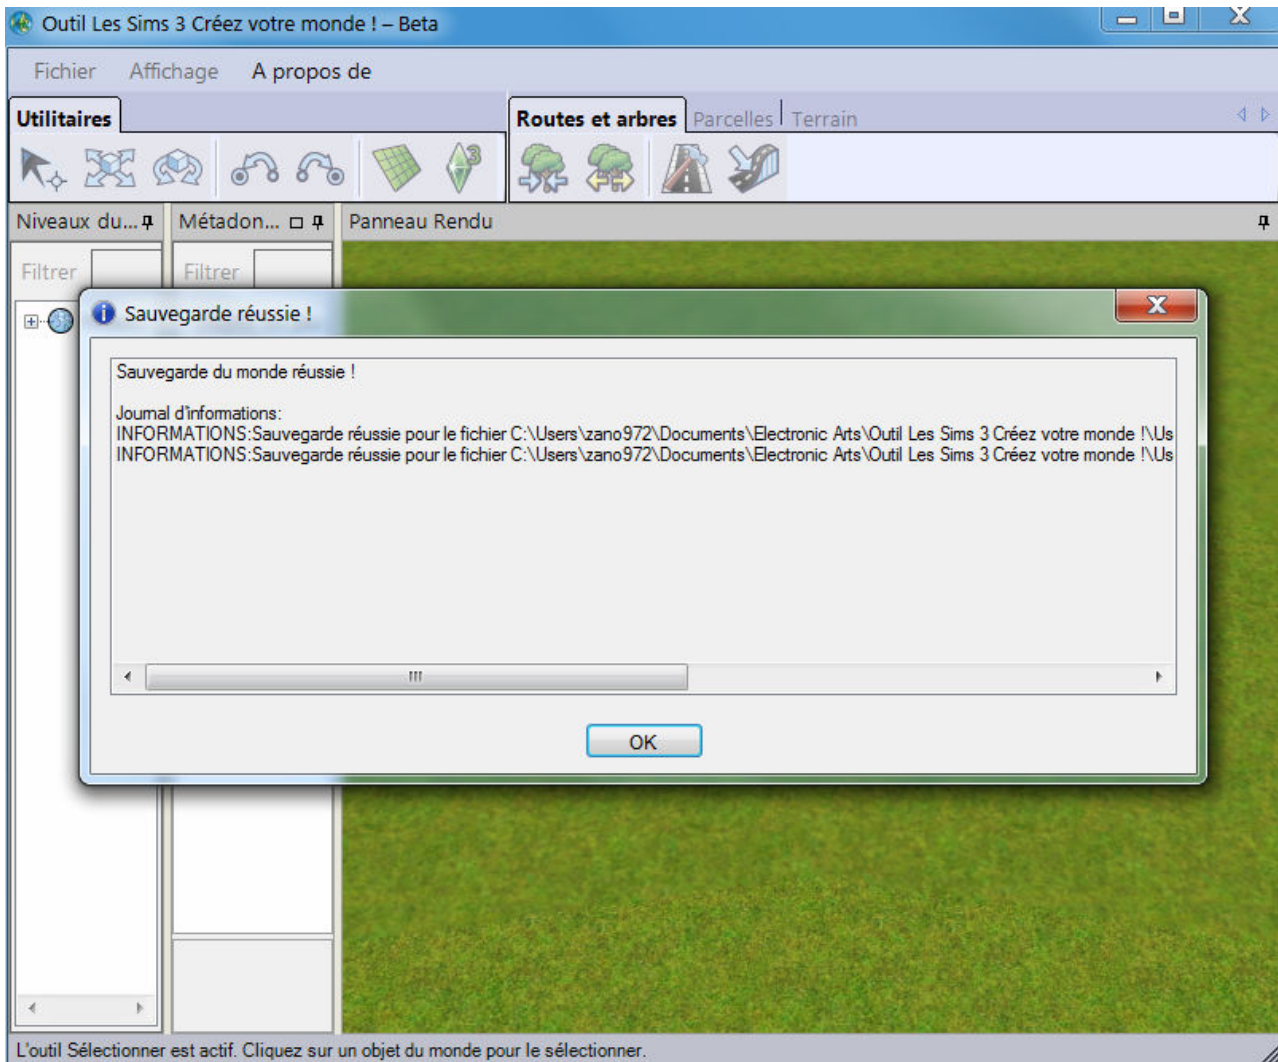 Outil Les Sims 3 Créez votre monde ! – Beta
Fichier Affichage A propos de
Utilitaires Routes et arbres Parcelles Terrain
Niveaux du... Métadon... Panneau Rendu
Filtrer Filtrer
Sauvegarde réussie !
Sauvegarde du monde réussie !
Journal d'informations:
INFORMATIONS:Sauvegarde réussie pour le fichier C:\Users\zano972\Documents\Electronic Arts\Outil Les Sims 3 Créez votre monde !\Us
INFORMATIONS:Sauvegarde réussie pour le fichier C:\Users\zano972\Documents\Electronic Arts\Outil Les Sims 3 Créez votre monde !\Us
OK
L'outil Sélectionner est actif. Cliquez sur un objet du monde pour le sélectionner.